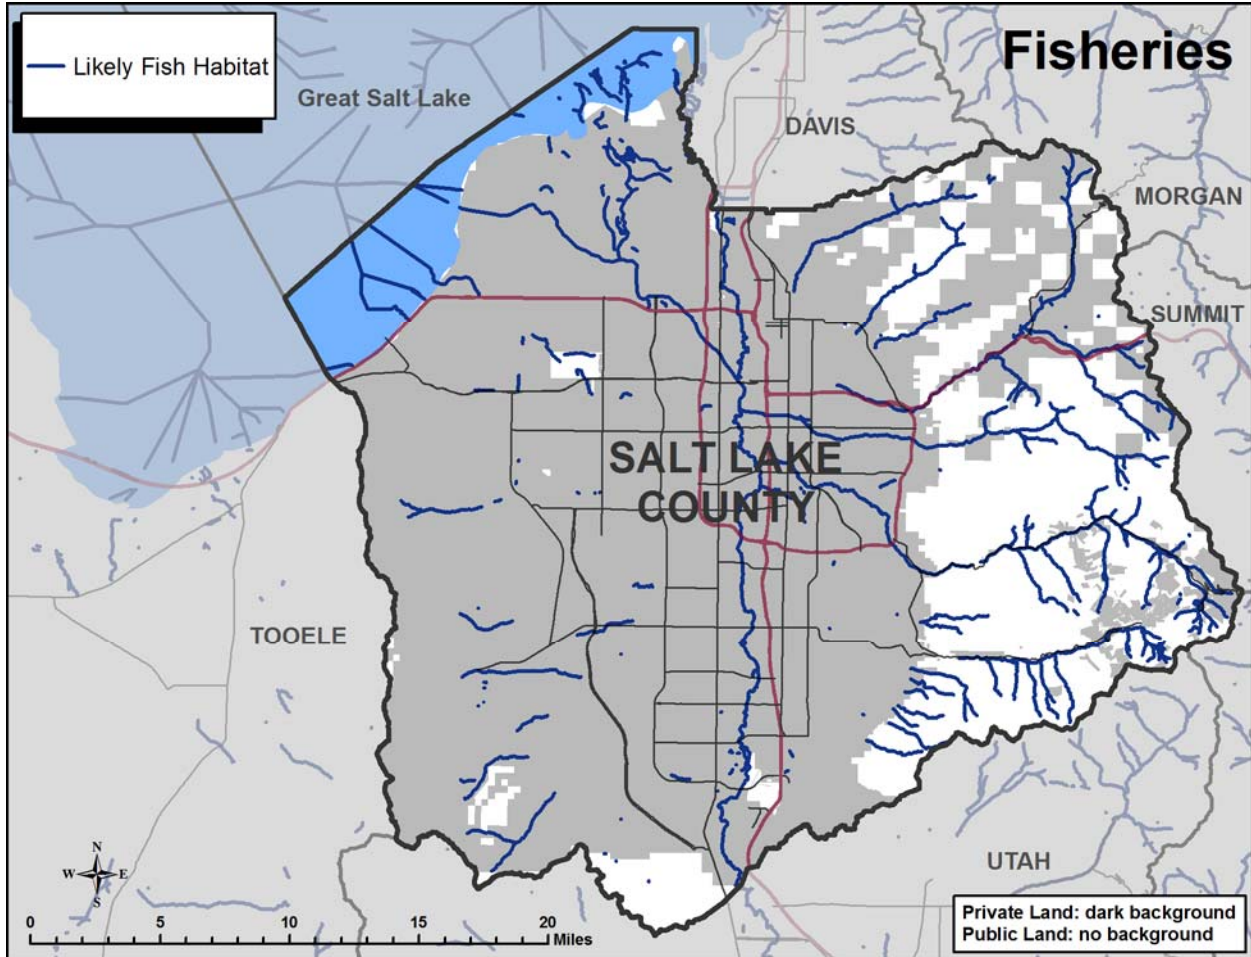 Fisheries
Likely Fish Habitat
Great Salt Lake
DAVIS
MORGAN
SUMMIT
SALT LAKE
COUNTY
TOOELE
UTAH
N
W E
S
0 5 10 15 20
Miles
Private Land: dark background
Public Land: no background